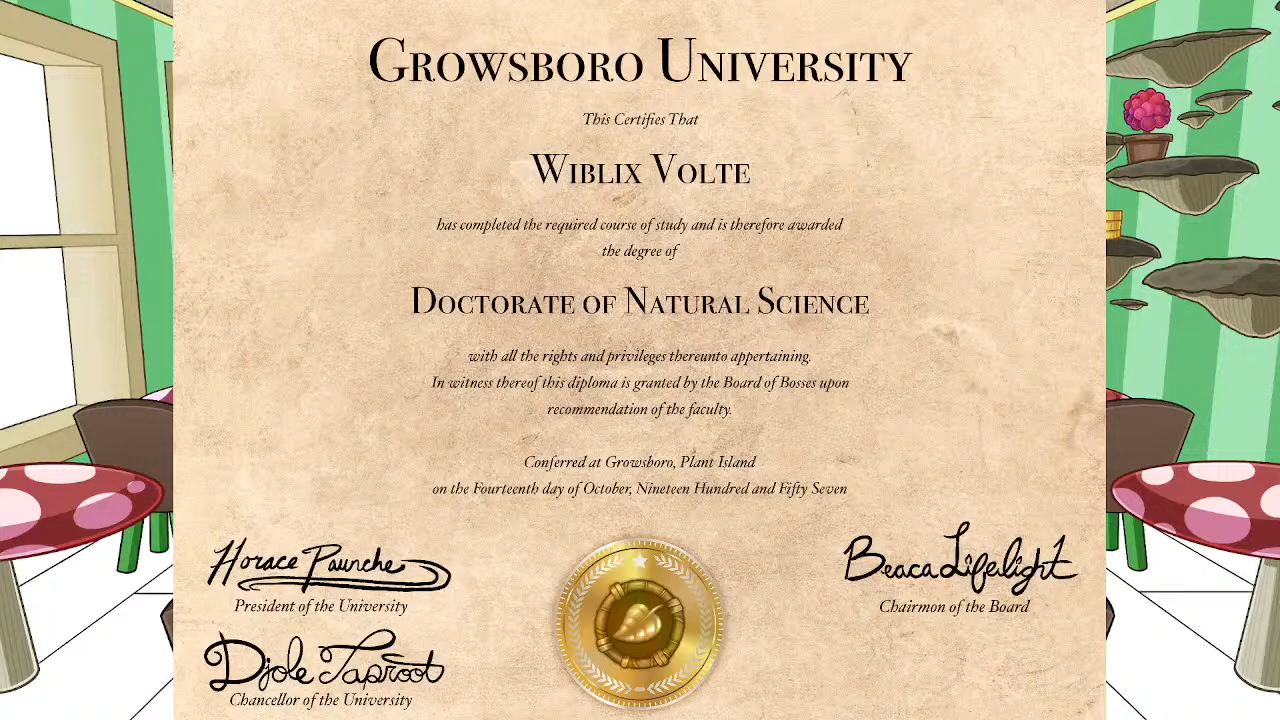 Growsboro University
This Certifies That
Wiblix Volte
has completed the required course of study and is therefore awarded
the degree of
Doctorate of Natural Science
with all the rights and privileges thereunto appertaining.
In witness thereof this diploma is granted by the Board of Bosses upon
recommendation of the faculty.
Conferred at Growsboro, Plant Island
on the Fourteenth day of October, Nineteen Hundred and Fifty Seven
Horace Paunche
President of the University
Beaca Lifelight
Chairmon of the Board
Djole Taproot
Chancellor of the University